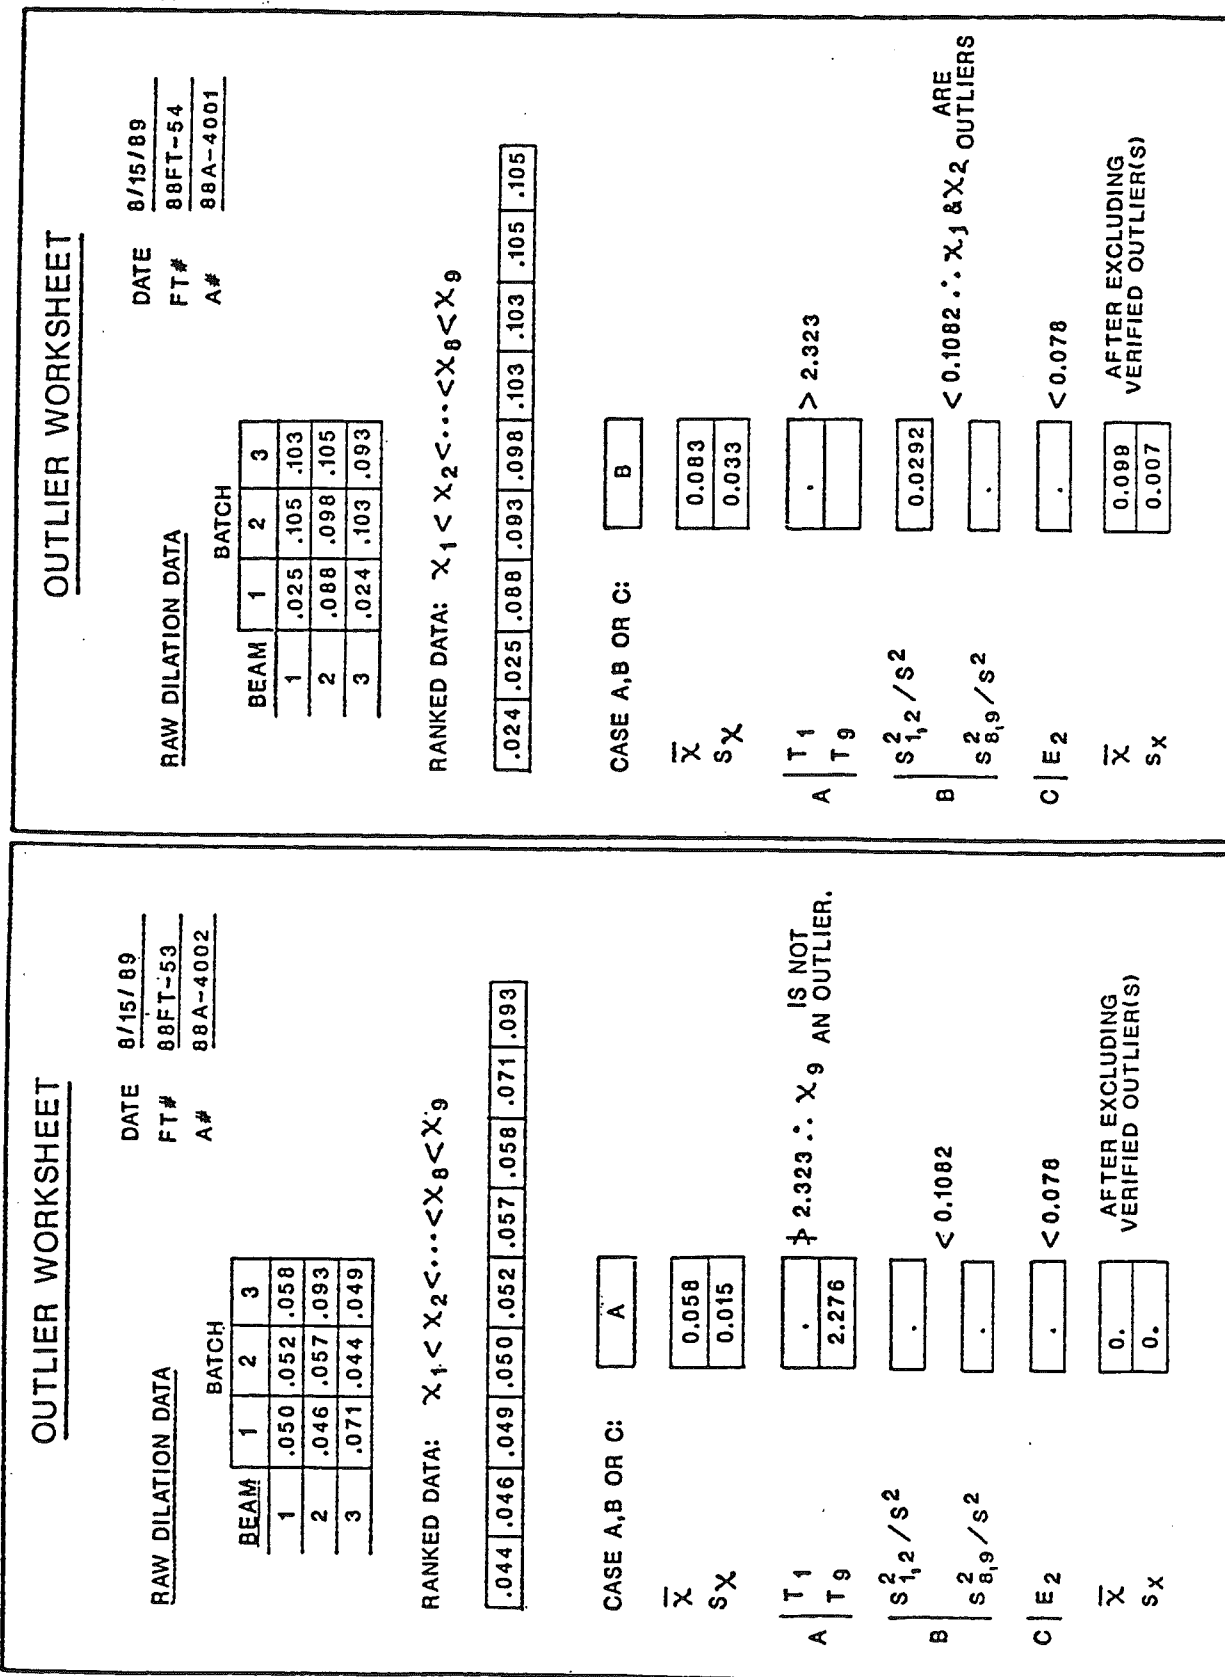 OUTLIER WORKSHEET
DATE 8/15/89
FT# 88FT-53
A# 88A-4002
RAW DILATION DATA
BATCH
BEAM 1 2 3
1 .050 .052 .058
2 .046 .057 .093
3 .071 .044 .049
RANKED DATA: X1 < X2 <...< X8 < X9
.044 .046 .049 .050 .052 .057 .058 .071 .093
CASE A,B OR C: A
x̄ 0.058
Sx 0.015
A T1 .
T9 2.276 ≯ 2.323 ∴ X9 IS NOT AN OUTLIER.
B S²1,2/S² .
< 0.1082
S²8,9/S² .
C E2 . < 0.078
x̄ 0. AFTER EXCLUDING
Sx 0. VERIFIED OUTLIER(S)
OUTLIER WORKSHEET
DATE 8/15/89
FT# 88FT-54
A# 88A-4001
RAW DILATION DATA
BATCH
BEAM 1 2 3
1 .025 .105 .103
2 .088 .098 .105
3 .024 .103 .093
RANKED DATA: X1 < X2 <...< X8 < X9
.024 .025 .088 .093 .098 .103 .103 .105 .105
CASE A,B OR C: B
x̄ 0.083
Sx 0.033
A T1 . > 2.323
T9
B S²1,2/S² 0.0292
< 0.1082 ∴ X1 & X2 ARE OUTLIERS
S²8,9/S² .
C E2 . < 0.078
x̄ 0.099 AFTER EXCLUDING
Sx 0.007 VERIFIED OUTLIER(S)